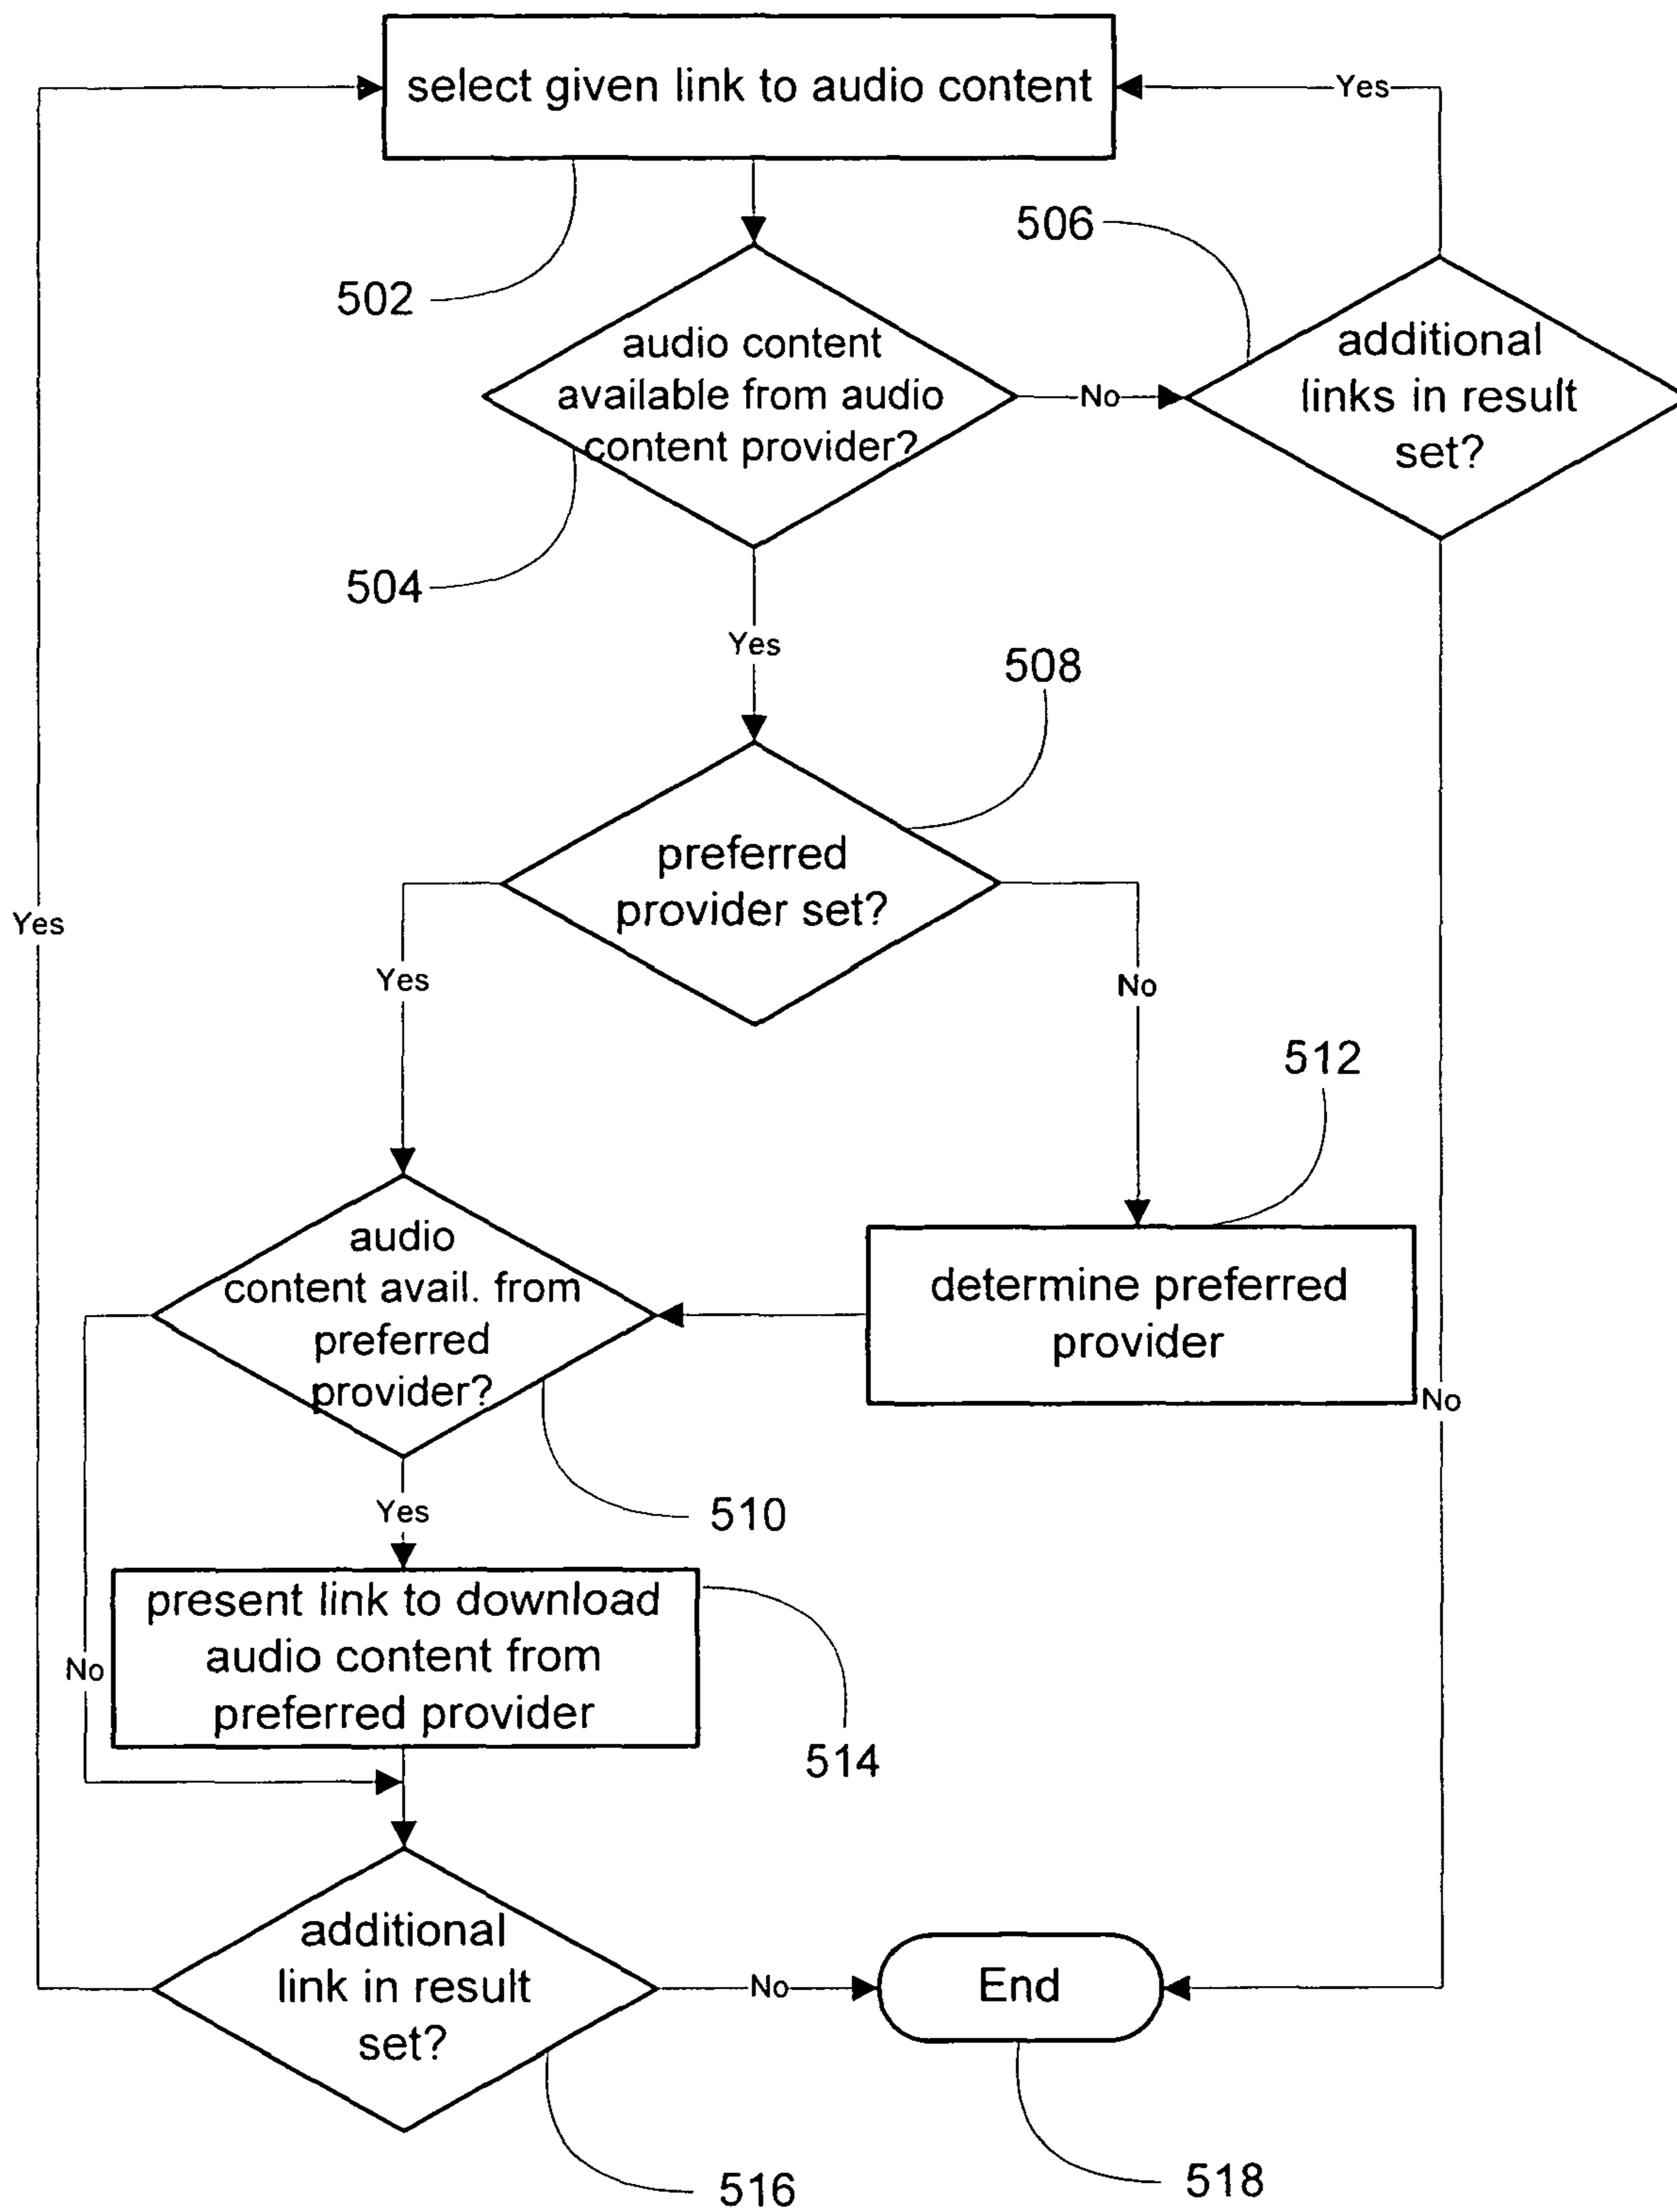 select given link to audio content
Yes
506
502
audio content
available from audio
content provider?
No
additional
links in result
set?
504
Yes
508
preferred
provider set?
Yes
Yes
No
512
audio
content avail. from
preferred
provider?
determine preferred
provider
No
Yes
510
present link to download
audio content from
preferred provider
No
514
additional
link in result
set?
No
End
516
518